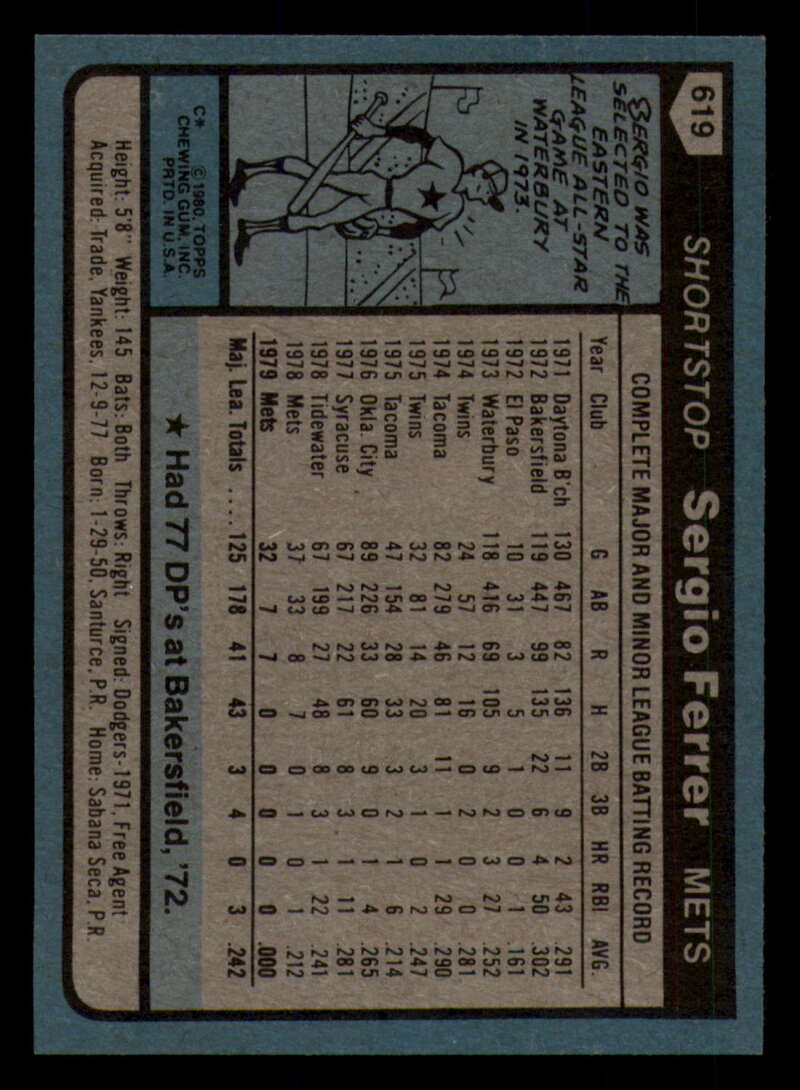 619
SHORTSTOP Sergio Ferrer METS
SERGIO WAS
SELECTED TO THE
EASTERN
LEAGUE ALL-STAR
GAME AT
WATERBURY
IN 1973.
C* © 1980, TOPPS
CHEWING GUM, INC.
PRTD. IN U.S.A.
COMPLETE MAJOR AND MINOR LEAGUE BATTING RECORD
Year Club G AB R H 2B 3B HR RBI AVG.
1971 Daytona B'ch 130 467 82 136 11 9 2 43 .291
1972 Bakersfield 119 447 99 135 22 6 4 50 .302
1972 El Paso 10 31 3 5 1 0 0 1 .161
1973 Waterbury 118 416 69 105 9 2 3 27 .252
1974 Twins 24 57 12 16 0 2 0 0 .281
1974 Tacoma 82 279 46 81 11 1 1 29 .290
1975 Twins 32 81 14 20 3 1 0 2 .247
1975 Tacoma 47 154 28 33 3 2 1 6 .214
1976 Okla. City 89 226 33 60 9 0 1 4 .265
1977 Syracuse 67 217 22 61 8 3 1 11 .281
1978 Tidewater 67 199 27 48 8 3 1 22 .241
1978 Mets 37 33 8 7 0 1 0 1 .212
1979 Mets 32 7 7 0 0 0 0 0 .000
Maj. Lea. Totals .... 125 178 41 43 3 4 0 3 .242
★ Had 77 DP's at Bakersfield, '72.
Height: 5'8" Weight: 145 Bats: Both Throws: Right Signed: Dodgers-1971, Free Agent
Acquired: Trade, Yankees, 12-9-77 Born: 1-29-50, Santurce, P.R. Home: Sabana Seca, P.R.